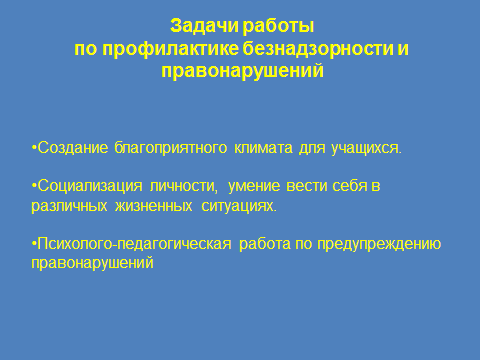 Задачи работы
по профилактике безнадзорности и
правонарушений
•Создание благоприятного климата для учащихся.
•Социализация личности, умение вести себя в
различных жизненных ситуациях.
•Психолого-педагогическая работа по предупреждению
правонарушений